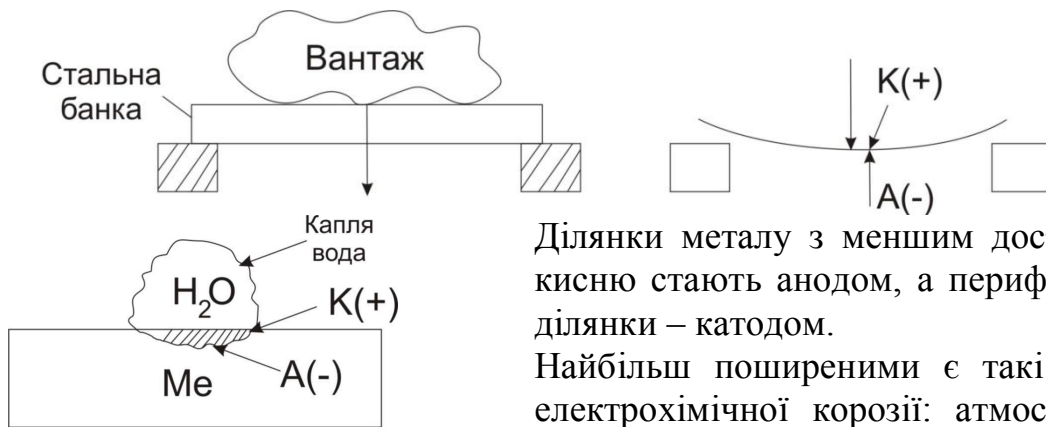 Вантаж
Стальна
банка
К(+)
А(-)
Капля
вода
H₂O
К(+)
А(-)
Ме
Ділянки металу з меншим дос
кисню стають анодом, а периф
ділянки – катодом.
Найбільш поширеними є такі
електрохімічної корозії: атмос